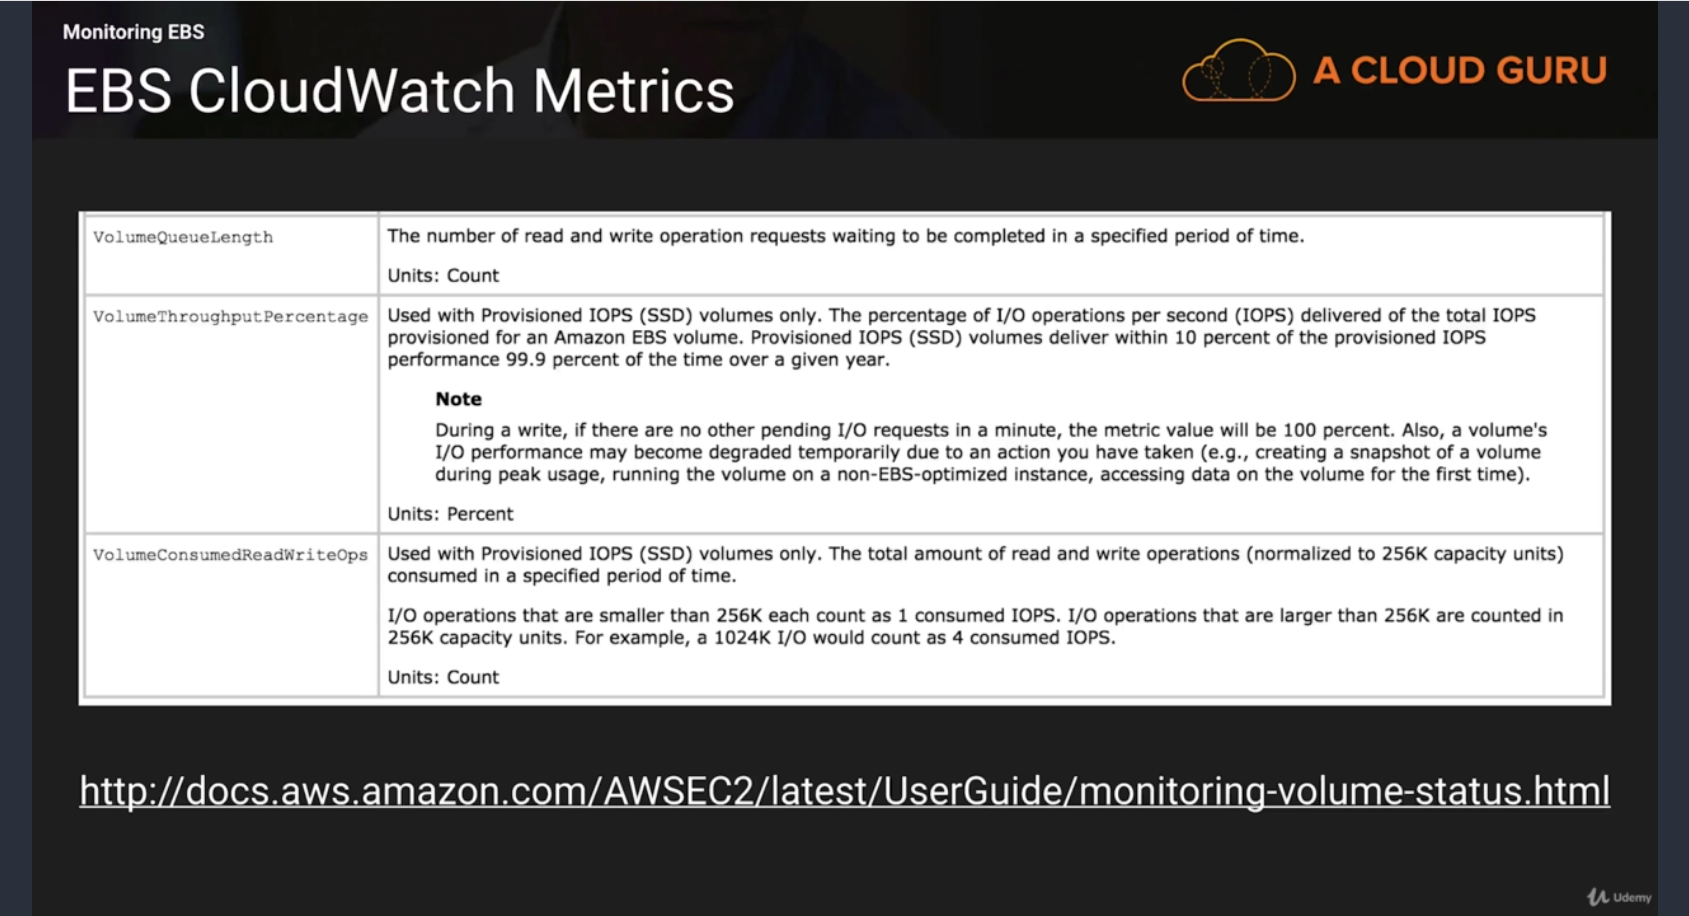 Monitoring EBS
EBS CloudWatch Metrics
A CLOUD GURU
VolumeQueueLength
The number of read and write operation requests waiting to be completed in a specified period of time.
Units: Count
VolumeThroughputPercentage
Used with Provisioned IOPS (SSD) volumes only. The percentage of I/O operations per second (IOPS) delivered of the total IOPS
provisioned for an Amazon EBS volume. Provisioned IOPS (SSD) volumes deliver within 10 percent of the provisioned IOPS
performance 99.9 percent of the time over a given year.
Note
During a write, if there are no other pending I/O requests in a minute, the metric value will be 100 percent. Also, a volume's
I/O performance may become degraded temporarily due to an action you have taken (e.g., creating a snapshot of a volume
during peak usage, running the volume on a non-EBS-optimized instance, accessing data on the volume for the first time).
Units: Percent
VolumeConsumedReadWriteOps
Used with Provisioned IOPS (SSD) volumes only. The total amount of read and write operations (normalized to 256K capacity units)
consumed in a specified period of time.
I/O operations that are smaller than 256K each count as 1 consumed IOPS. I/O operations that are larger than 256K are counted in
256K capacity units. For example, a 1024K I/O would count as 4 consumed IOPS.
Units: Count
http://docs.aws.amazon.com/AWSEC2/latest/UserGuide/monitoring-volume-status.html
Udemy